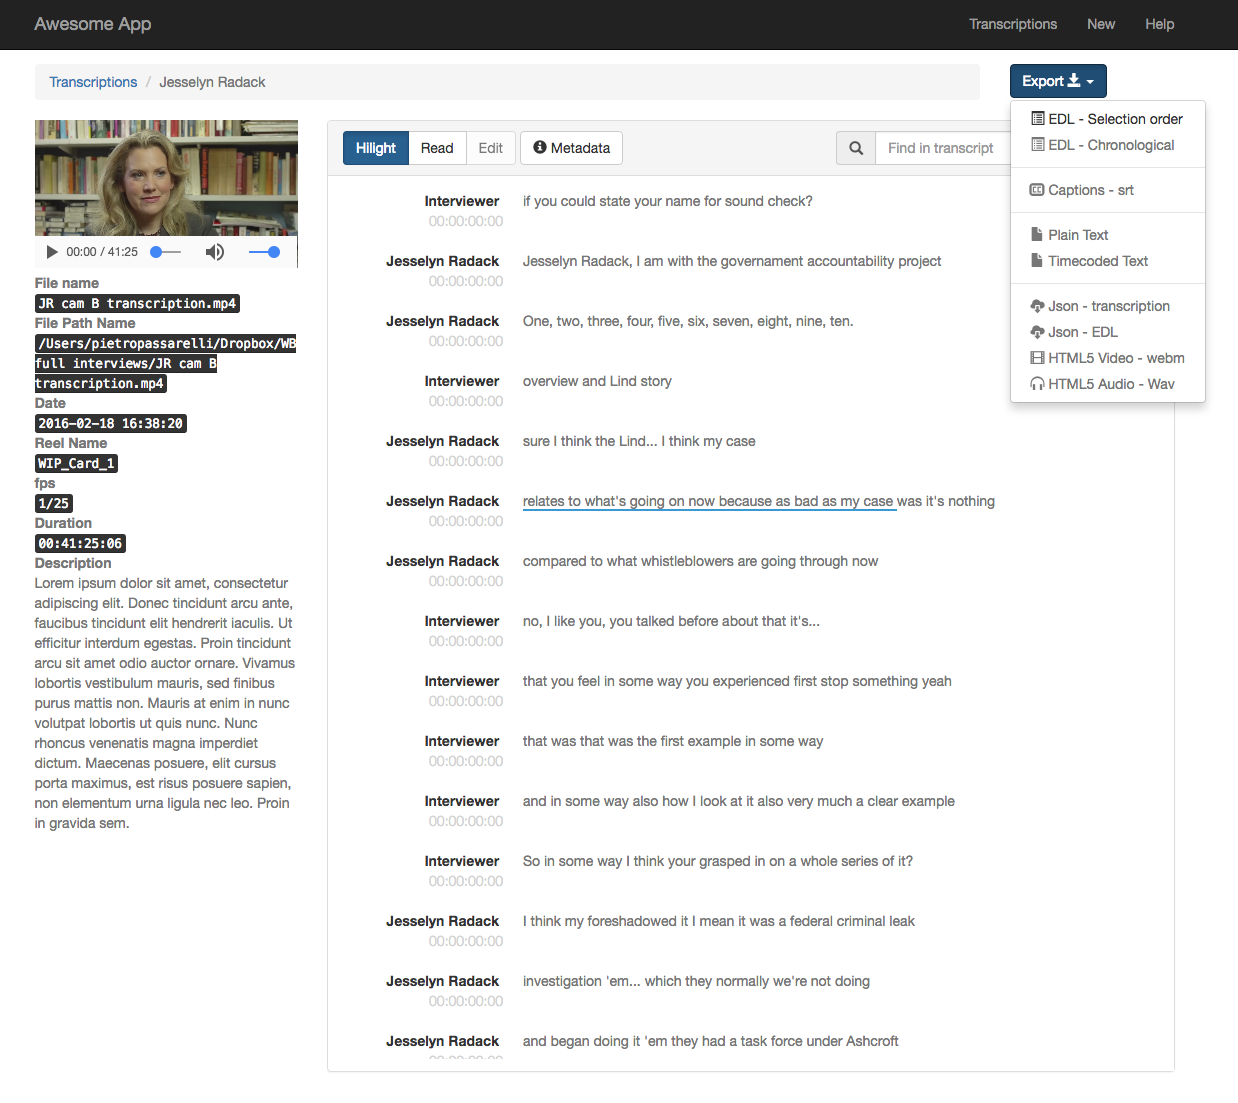 Awesome App
Transcriptions New Help
Transcriptions / Jesselyn Radack
Export
EDL - Selection order
EDL - Chronological
Captions - srt
Plain Text
Timecoded Text
Json - transcription
Json - EDL
HTML5 Video - webm
HTML5 Audio - Wav
00:00 / 41:25
File name
JR cam B transcription.mp4
File Path Name
/Users/pietropassarelli/Dropbox/WB
full interviews/JR cam B
transcription.mp4
Date
2016-02-18 16:38:20
Reel Name
WIP_Card_1
fps
1/25
Duration
00:41:25:06
Description
Lorem ipsum dolor sit amet, consectetur
adipiscing elit. Donec tincidunt arcu ante,
faucibus tincidunt elit hendrerit iaculis. Ut
efficitur interdum egestas. Proin tincidunt
arcu sit amet odio auctor ornare. Vivamus
lobortis vestibulum mauris, sed finibus
purus mattis non. Mauris at enim in nunc
volutpat lobortis ut quis nunc. Nunc
rhoncus venenatis magna imperdiet
dictum. Maecenas posuere, elit cursus
porta maximus, est risus posuere sapien,
non elementum urna ligula nec leo. Proin
in gravida sem.
Hilight Read Edit Metadata Find in transcript
Interviewer if you could state your name for sound check?
00:00:00:00
Jesselyn Radack Jesselyn Radack, I am with the governament accountability project
00:00:00:00
Jesselyn Radack One, two, three, four, five, six, seven, eight, nine, ten.
00:00:00:00
Interviewer overview and Lind story
00:00:00:00
Jesselyn Radack sure I think the Lind... I think my case
00:00:00:00
Jesselyn Radack relates to what's going on now because as bad as my case was it's nothing
00:00:00:00
Jesselyn Radack compared to what whistleblowers are going through now
00:00:00:00
Interviewer no, I like you, you talked before about that it's...
00:00:00:00
Interviewer that you feel in some way you experienced first stop something yeah
00:00:00:00
Interviewer that was that was the first example in some way
00:00:00:00
Interviewer and in some way also how I look at it also very much a clear example
00:00:00:00
Interviewer So in some way I think your grasped in on a whole series of it?
00:00:00:00
Jesselyn Radack I think my foreshadowed it I mean it was a federal criminal leak
00:00:00:00
Jesselyn Radack investigation 'em... which they normally we're not doing
00:00:00:00
Jesselyn Radack and began doing it 'em they had a task force under Ashcroft
00:00:00:00